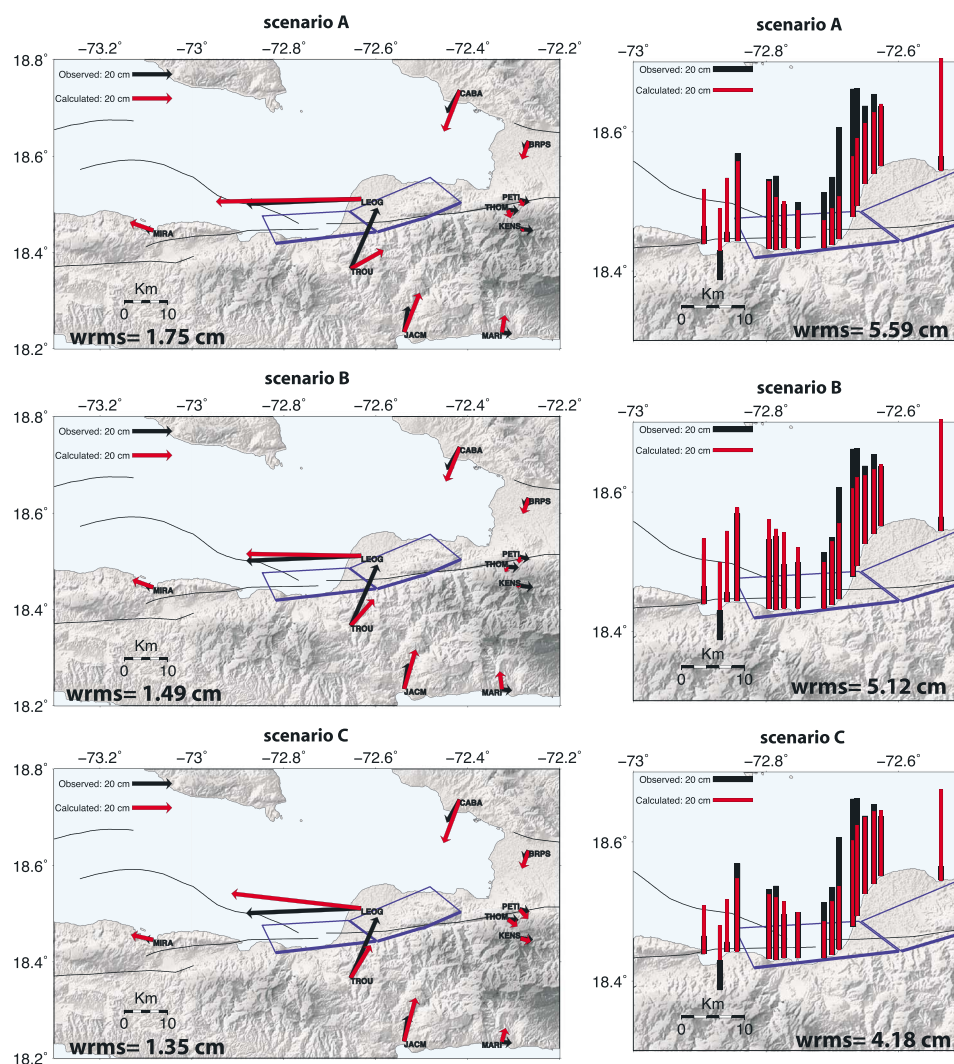 scenario A
−73.2° −73° −72.8° −72.6° −72.4° −72.2°
18.8°
18.6°
18.4°
18.2°
Observed: 20 cm
Calculated: 20 cm
CABA
BRPS
PETI
THOM
KENS
LEOG
MIRA
TROU
JACM
MARI
Km
0 10
wrms= 1.75 cm
scenario A
−73° −72.8° −72.6°
18.6°
18.4°
Observed: 20 cm
Calculated: 20 cm
Km
0 10
wrms= 5.59 cm
scenario B
−73.2° −73° −72.8° −72.6° −72.4° −72.2°
18.8°
18.6°
18.4°
18.2°
Observed: 20 cm
Calculated: 20 cm
CABA
BRPS
PETI
THOM
KENS
LEOG
MIRA
TROU
JACM
MARI
Km
0 10
wrms= 1.49 cm
scenario B
−73° −72.8° −72.6°
18.6°
18.4°
Observed: 20 cm
Calculated: 20 cm
Km
0 10
wrms= 5.12 cm
scenario C
−73.2° −73° −72.8° −72.6° −72.4° −72.2°
18.8°
18.6°
18.4°
18.2°
Observed: 20 cm
Calculated: 20 cm
CABA
BRPS
PETI
THOM
KENS
LEOG
MIRA
TROU
JACM
MARI
Km
0 10
wrms= 1.35 cm
scenario C
−73° −72.8° −72.6°
18.6°
18.4°
Observed: 20 cm
Calculated: 20 cm
Km
0 10
wrms= 4.18 cm